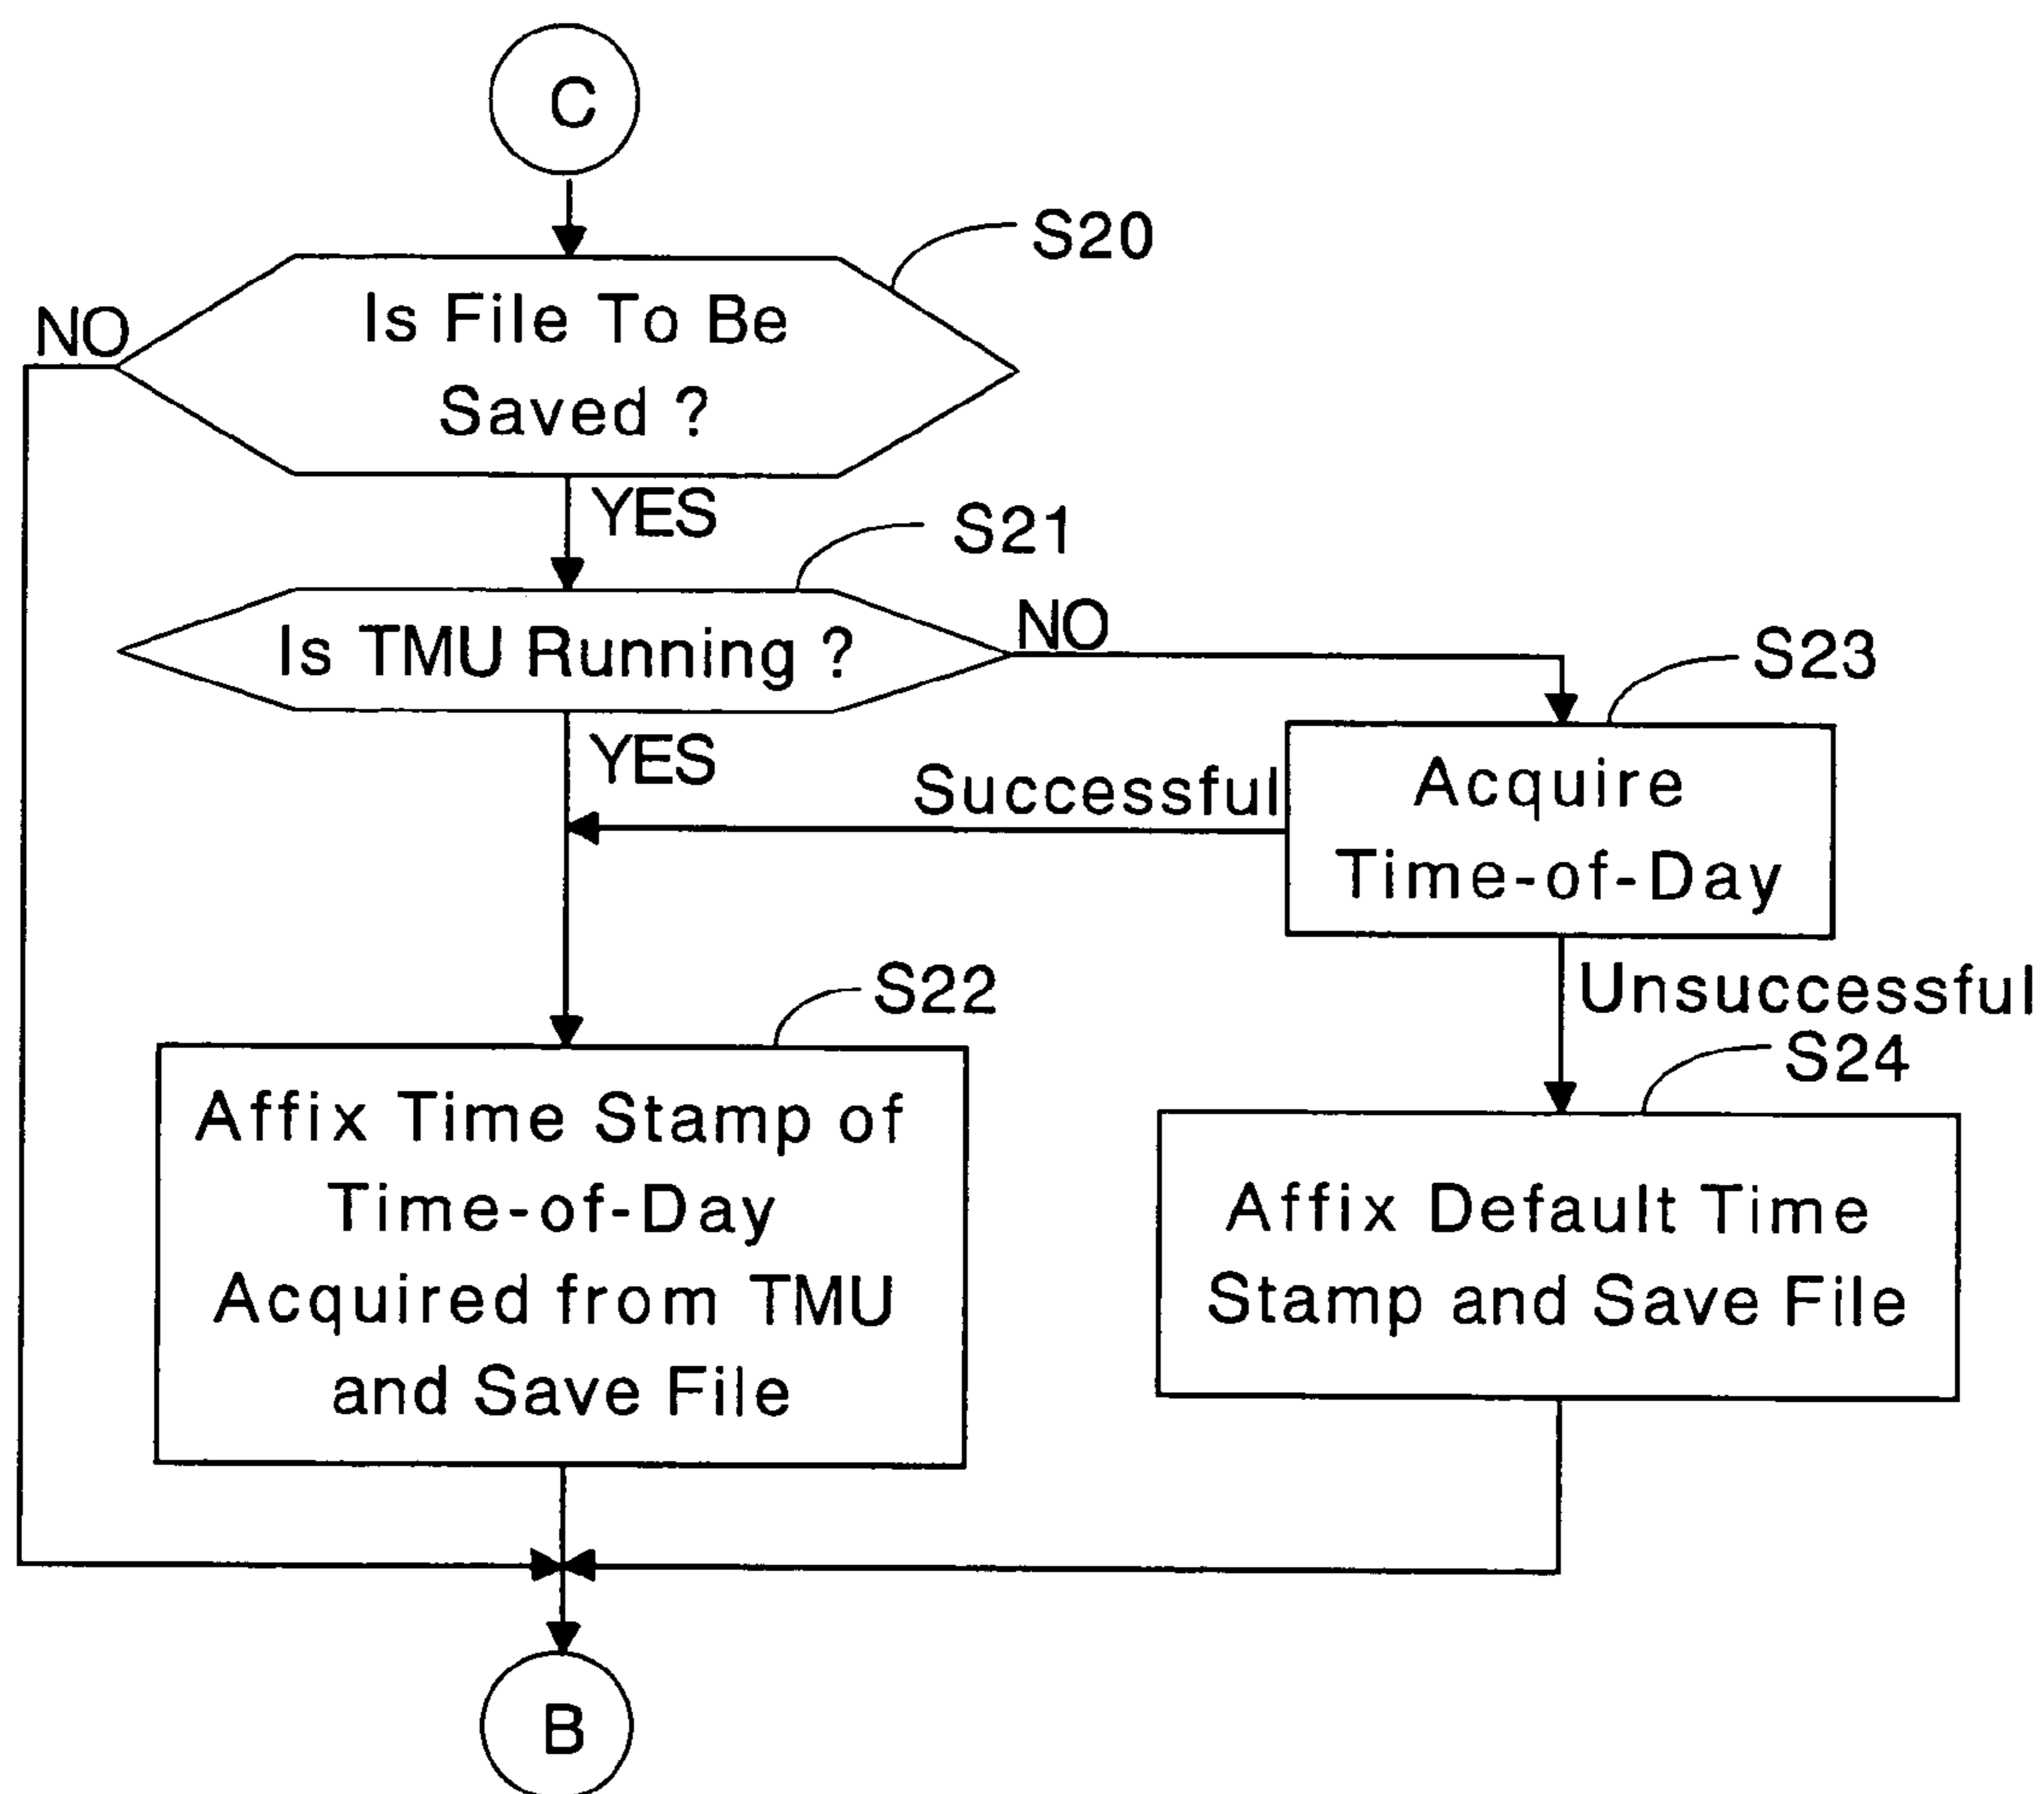 C
S20
NO
Is File To Be
Saved ?
YES
S21
Is TMU Running ?
NO
S23
YES
Successful
Acquire
Time-of-Day
S22
Unsuccessful
S24
Affix Time Stamp of
Time-of-Day
Acquired from TMU
and Save File
Affix Default Time
Stamp and Save File
B